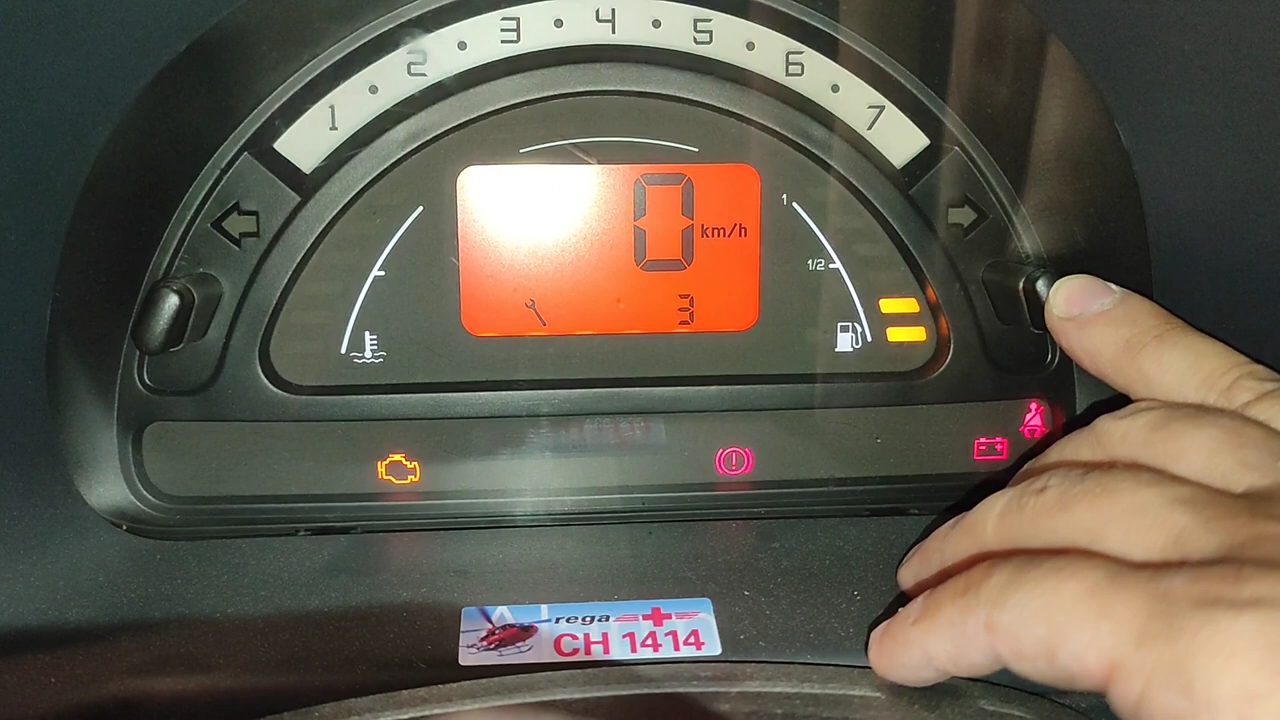 1 • 2 • 3 • 4 • 5 • 6 • 7
0 km/h
3
1
1/2
rega
CH 1414